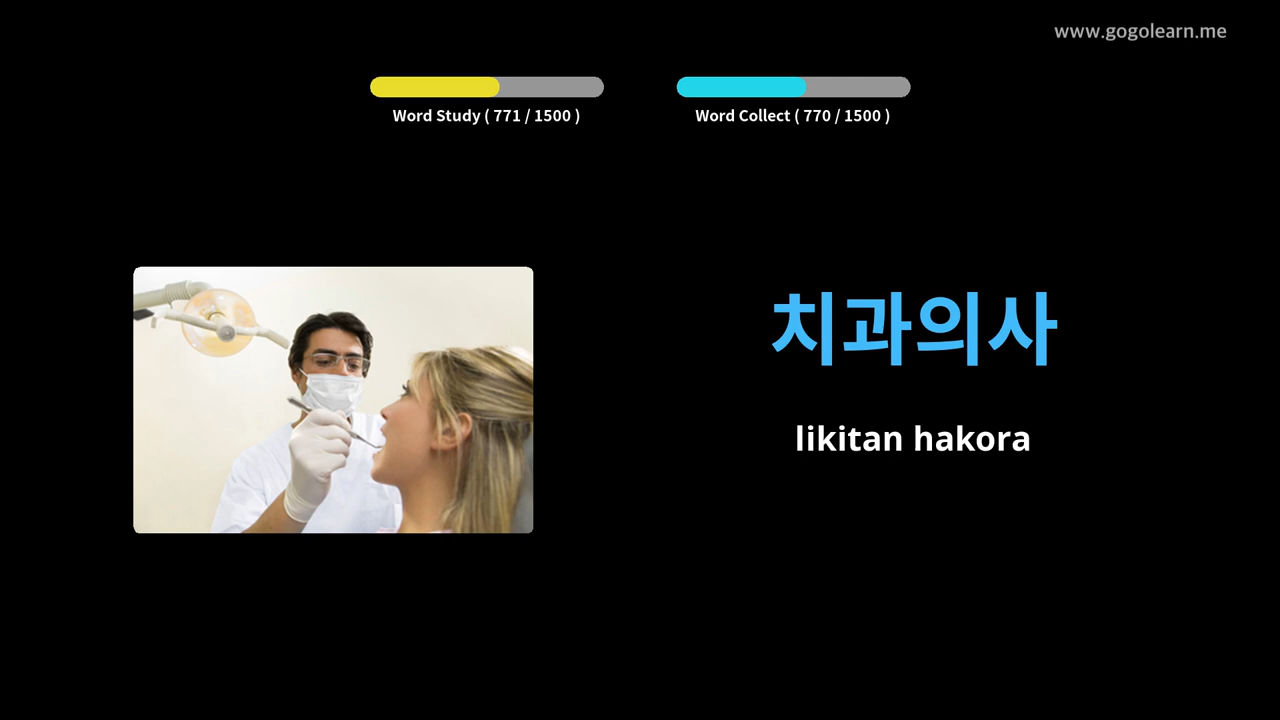 www.gogolearn.me
Word Study ( 771 / 1500 )
Word Collect ( 770 / 1500 )
치과의사
likitan hakora